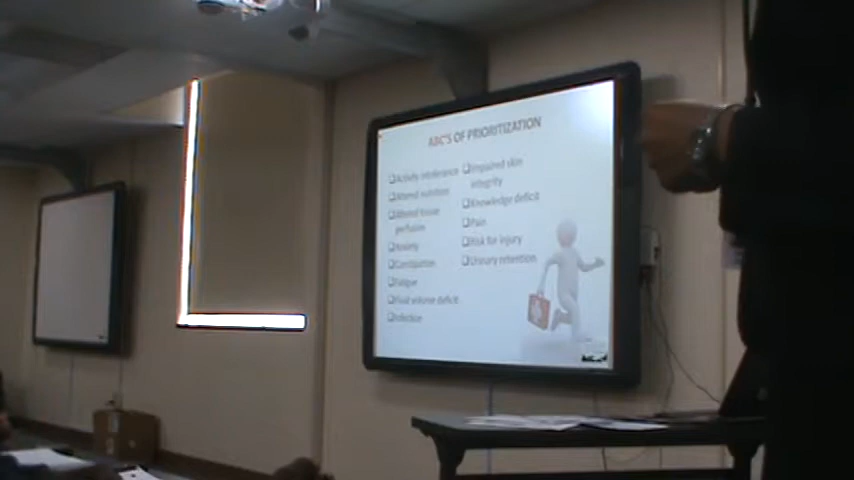 ABC'S OF PRIORITIZATION
Activity intolerance
Altered nutrition
Altered tissue
perfusion
Anxiety
Constipation
Fatigue
Fluid volume deficit
Infection
Impaired skin
integrity
Knowledge deficit
Pain
Risk for injury
Urinary retention